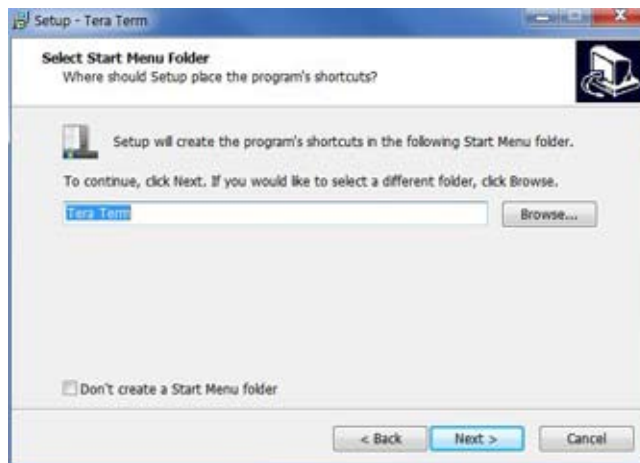 Setup - Tera Term
Select Start Menu Folder
Where should Setup place the program's shortcuts?
Setup will create the program's shortcuts in the following Start Menu folder.
To continue, click Next. If you would like to select a different folder, click Browse.
Tera Term
Browse...
Don't create a Start Menu folder
< Back
Next >
Cancel